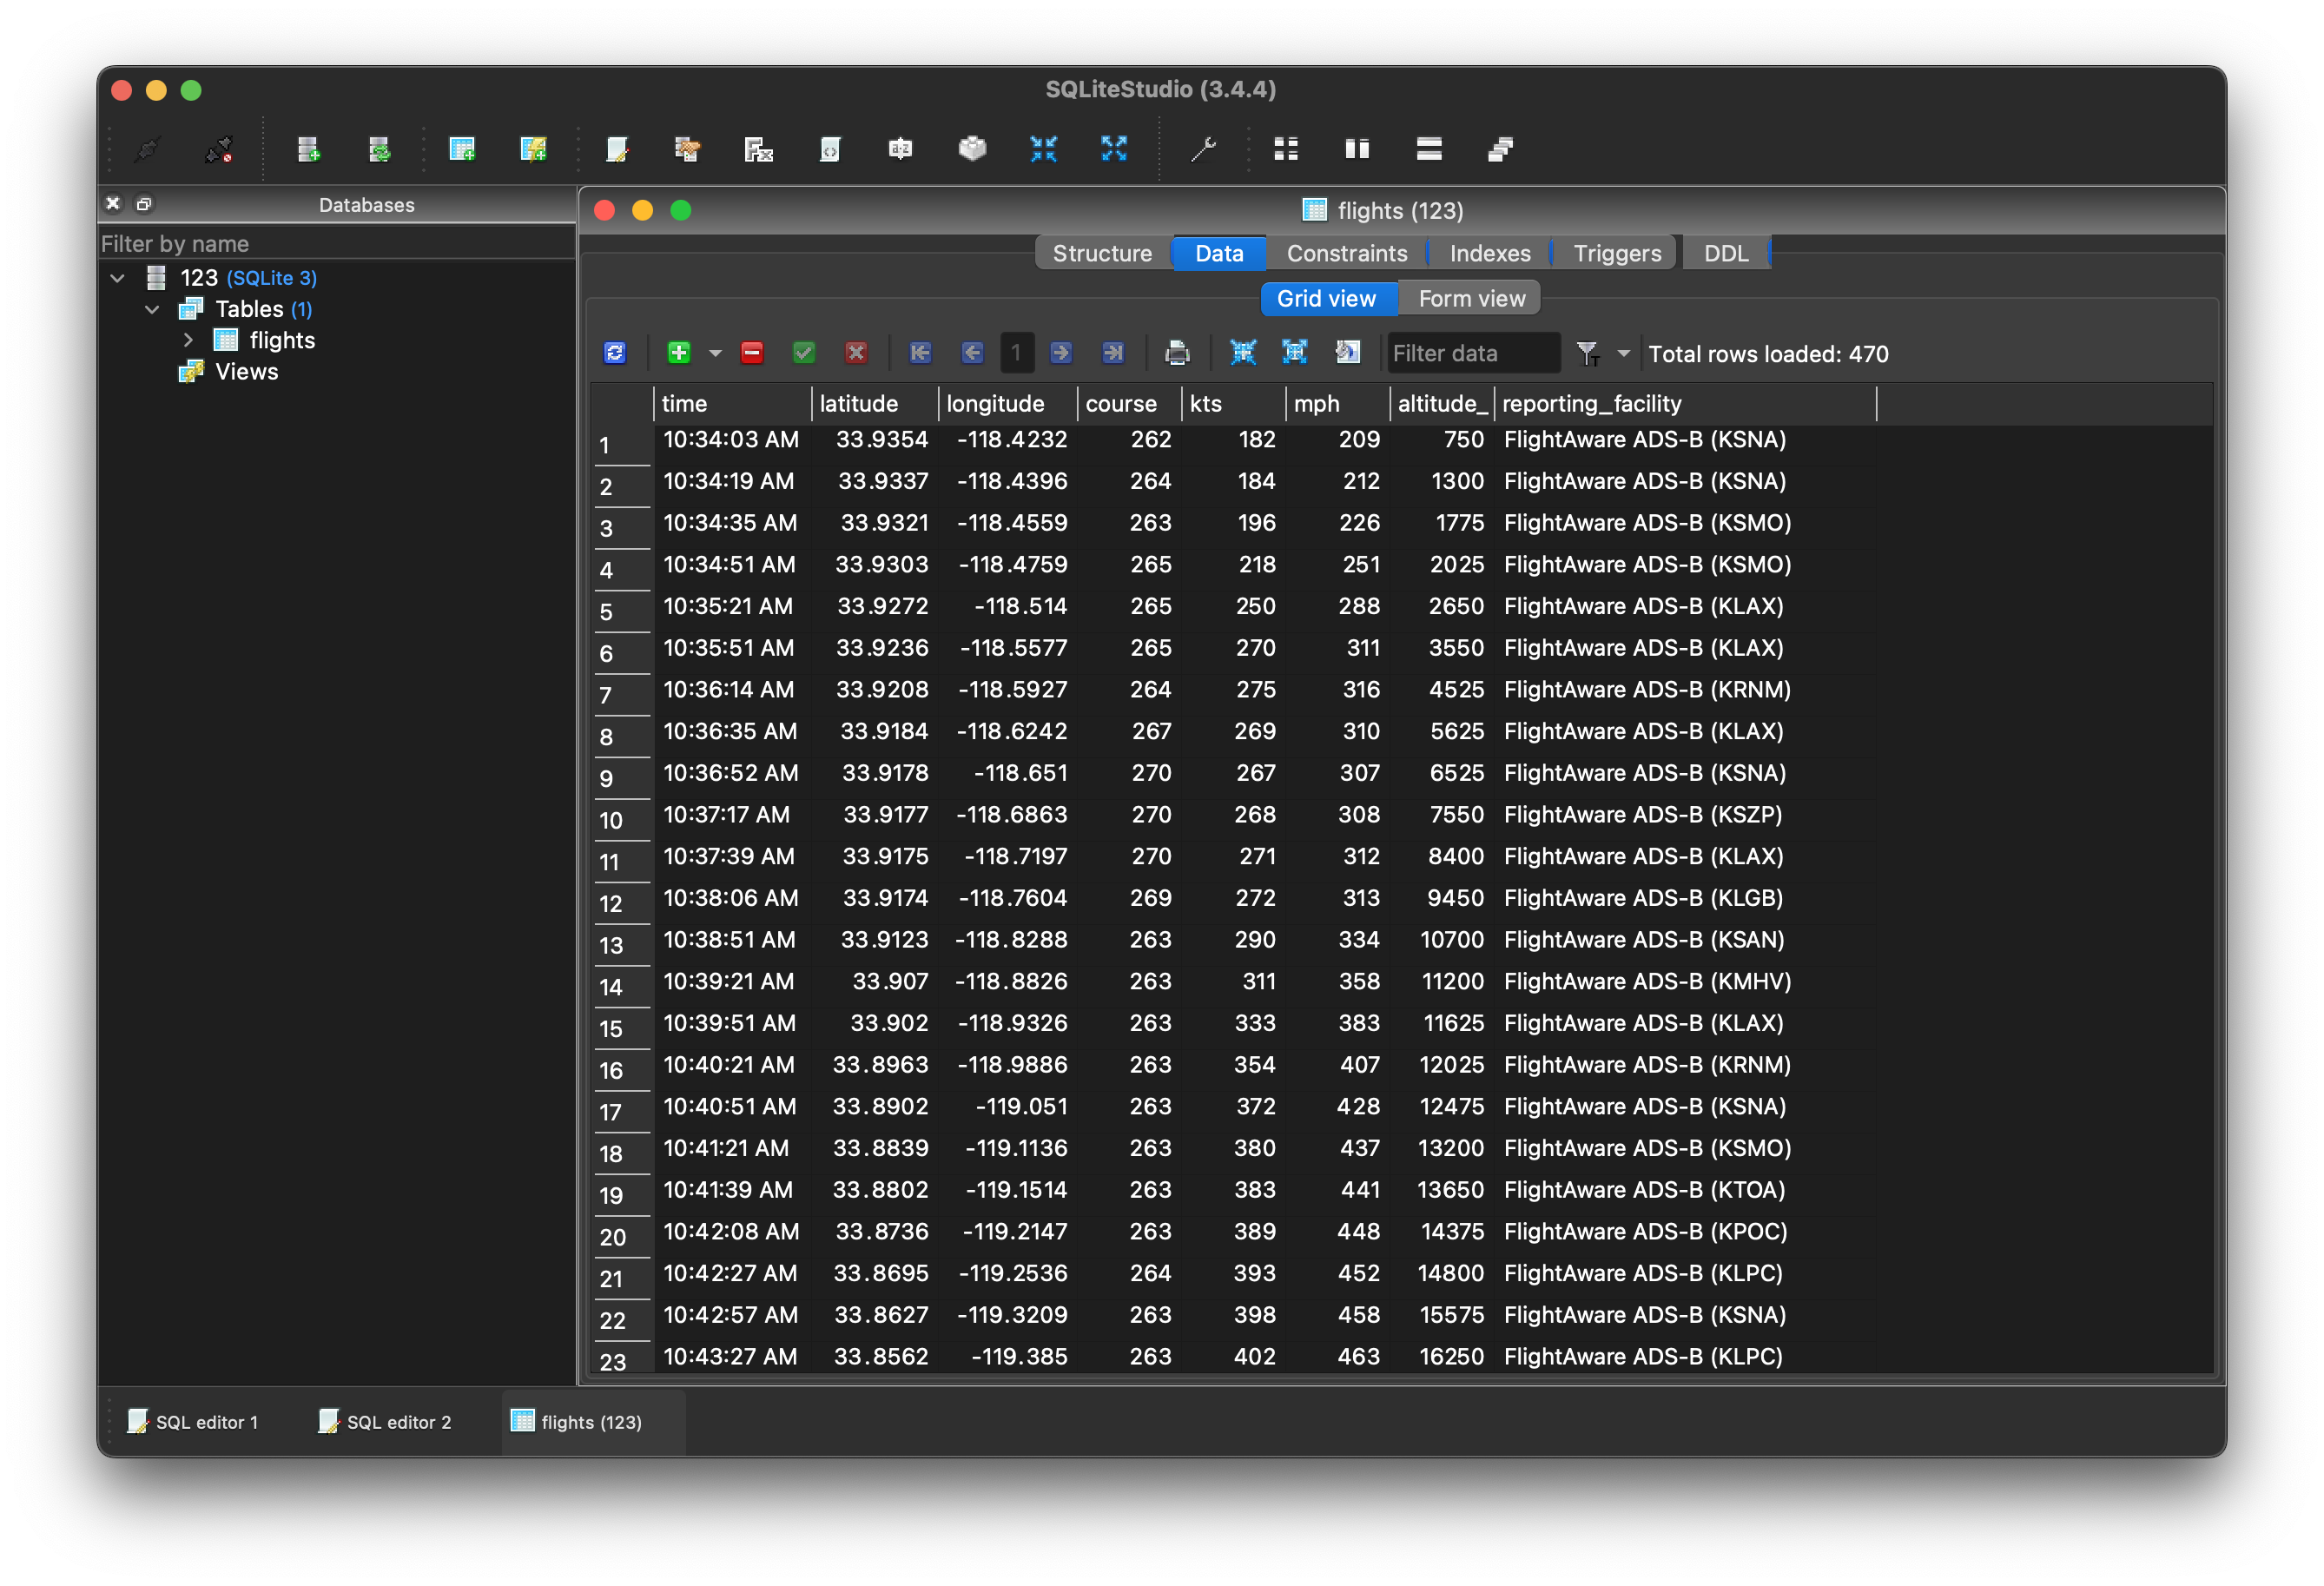 SQLiteStudio (3.4.4)
Databases
Filter by name
123 (SQLite 3)
Tables (1)
flights
Views
flights (123)
Structure Data Constraints Indexes Triggers DDL
Grid view Form view
1 Filter data Total rows loaded: 470
time latitude longitude course kts mph altitude_ reporting_facility
1 10:34:03 AM 33.9354 -118.4232 262 182 209 750 FlightAware ADS-B (KSNA)
2 10:34:19 AM 33.9337 -118.4396 264 184 212 1300 FlightAware ADS-B (KSNA)
3 10:34:35 AM 33.9321 -118.4559 263 196 226 1775 FlightAware ADS-B (KSMO)
4 10:34:51 AM 33.9303 -118.4759 265 218 251 2025 FlightAware ADS-B (KSMO)
5 10:35:21 AM 33.9272 -118.514 265 250 288 2650 FlightAware ADS-B (KLAX)
6 10:35:51 AM 33.9236 -118.5577 265 270 311 3550 FlightAware ADS-B (KLAX)
7 10:36:14 AM 33.9208 -118.5927 264 275 316 4525 FlightAware ADS-B (KRNM)
8 10:36:35 AM 33.9184 -118.6242 267 269 310 5625 FlightAware ADS-B (KLAX)
9 10:36:52 AM 33.9178 -118.651 270 267 307 6525 FlightAware ADS-B (KSNA)
10 10:37:17 AM 33.9177 -118.6863 270 268 308 7550 FlightAware ADS-B (KSZP)
11 10:37:39 AM 33.9175 -118.7197 270 271 312 8400 FlightAware ADS-B (KLAX)
12 10:38:06 AM 33.9174 -118.7604 269 272 313 9450 FlightAware ADS-B (KLGB)
13 10:38:51 AM 33.9123 -118.8288 263 290 334 10700 FlightAware ADS-B (KSAN)
14 10:39:21 AM 33.907 -118.8826 263 311 358 11200 FlightAware ADS-B (KMHV)
15 10:39:51 AM 33.902 -118.9326 263 333 383 11625 FlightAware ADS-B (KLAX)
16 10:40:21 AM 33.8963 -118.9886 263 354 407 12025 FlightAware ADS-B (KRNM)
17 10:40:51 AM 33.8902 -119.051 263 372 428 12475 FlightAware ADS-B (KSNA)
18 10:41:21 AM 33.8839 -119.1136 263 380 437 13200 FlightAware ADS-B (KSMO)
19 10:41:39 AM 33.8802 -119.1514 263 383 441 13650 FlightAware ADS-B (KTOA)
20 10:42:08 AM 33.8736 -119.2147 263 389 448 14375 FlightAware ADS-B (KPOC)
21 10:42:27 AM 33.8695 -119.2536 264 393 452 14800 FlightAware ADS-B (KLPC)
22 10:42:57 AM 33.8627 -119.3209 263 398 458 15575 FlightAware ADS-B (KSNA)
23 10:43:27 AM 33.8562 -119.385 263 402 463 16250 FlightAware ADS-B (KLPC)
SQL editor 1 SQL editor 2 flights (123)